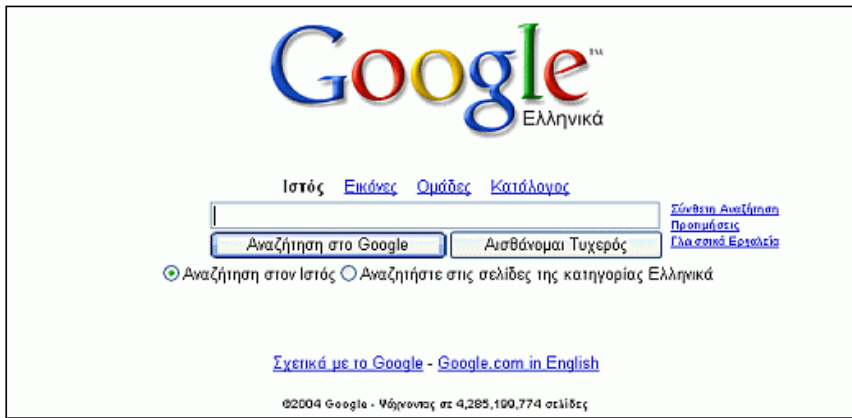 Google™
Ελληνικά
Ιστός Εικόνες Ομάδες Κατάλογος
Σύνθετη Αναζήτηση
Προτιμήσεις
Γλωσσικά Εργαλεία
Αναζήτηση στο Google Αισθάνομαι Τυχερός
Αναζήτηση στον Ιστός Αναζητήστε στις σελίδες της κατηγορίας Ελληνικά
Σχετικά με το Google - Google.com in English
©2004 Google - Ψάχνοντας σε 4,285,199,774 σελίδες